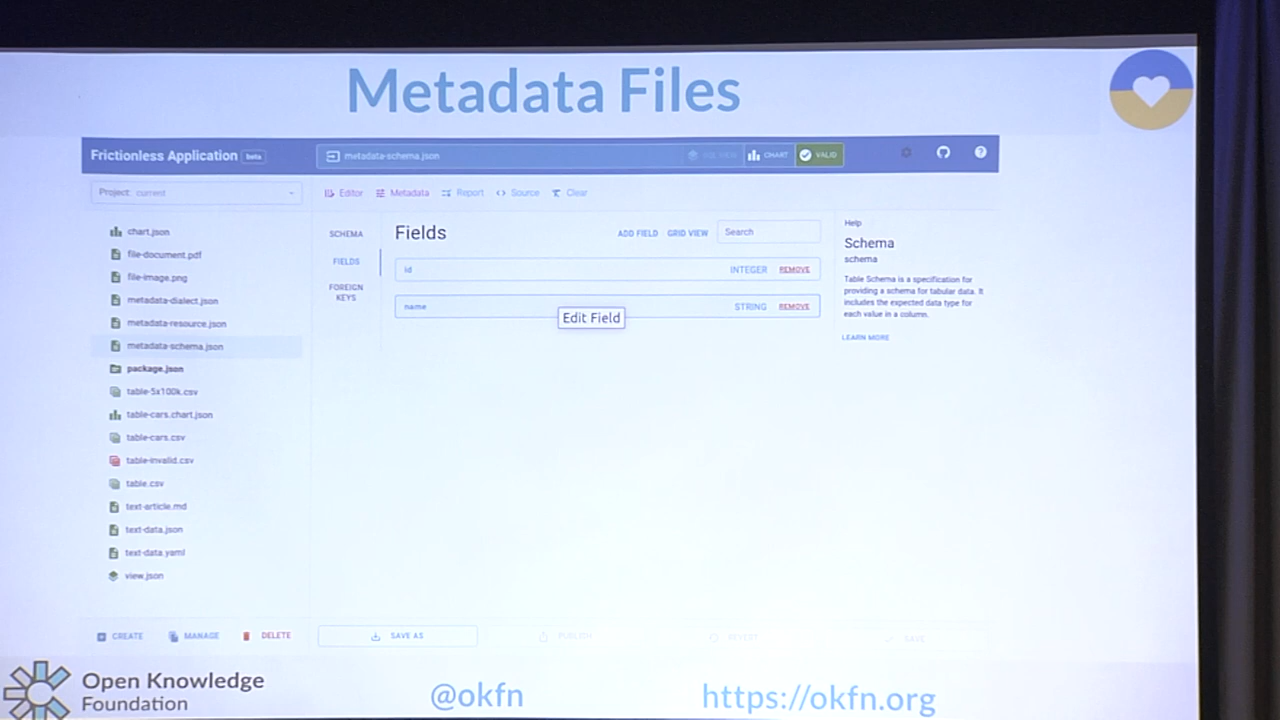 Metadata Files
Frictionless Application beta
metadata-schema.json
SQL VIEW
CHART
VALID
Project: current
Editor
Metadata
Report
Source
Clear
chart.json
file-document.pdf
file-image.png
metadata-dialect.json
metadata-resource.json
metadata-schema.json
package.json
table-5x100k.csv
table-cars.chart.json
table-cars.csv
table-invalid.csv
table.csv
text-article.md
text-data.json
text-data.yaml
view.json
SCHEMA
FIELDS
FOREIGN
KEYS
Fields
ADD FIELD
GRID VIEW
Search
id INTEGER REMOVE
name STRING REMOVE
Edit Field
Help
Schema
schema
Table Schema is a specification for
providing a schema for tabular data. It
includes the expected data type for
each value in a column.
LEARN MORE
CREATE
MANAGE
DELETE
SAVE AS
PUBLISH
REVERT
SAVE
Open Knowledge
Foundation
@okfn
https://okfn.org